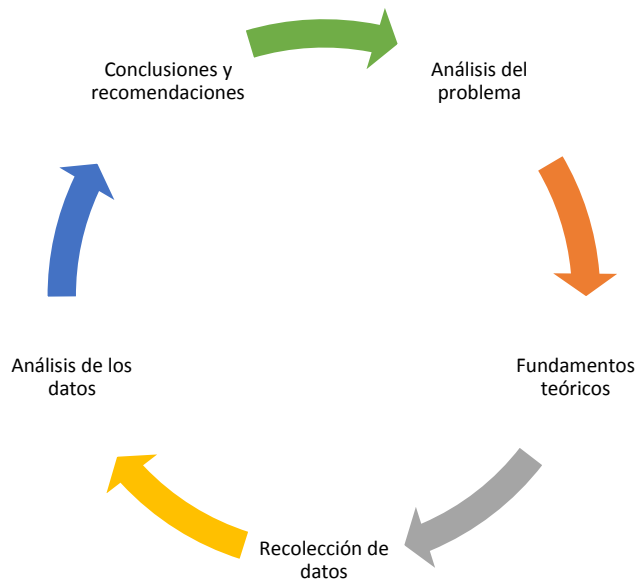 Conclusiones y
recomendaciones
Análisis del
problema
Fundamentos
teóricos
Recolección de
datos
Análisis de los
datos